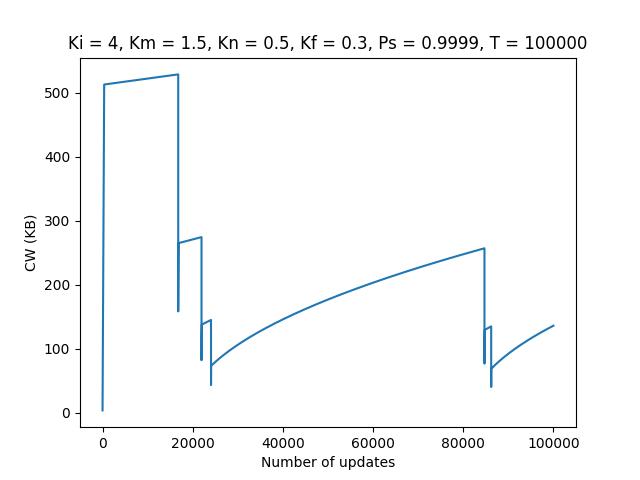 Ki = 4, Km = 1.5, Kn = 0.5, Kf = 0.3, Ps = 0.9999, T = 100000
500
400
300
200
100
0
CW (KB)
0 20000 40000 60000 80000 100000
Number of updates